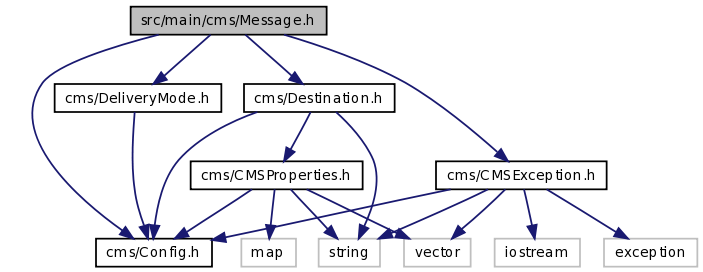 src/main/cms/Message.h
cms/DeliveryMode.h
cms/Destination.h
cms/CMSProperties.h
cms/CMSException.h
cms/Config.h
map
string
vector
iostream
exception